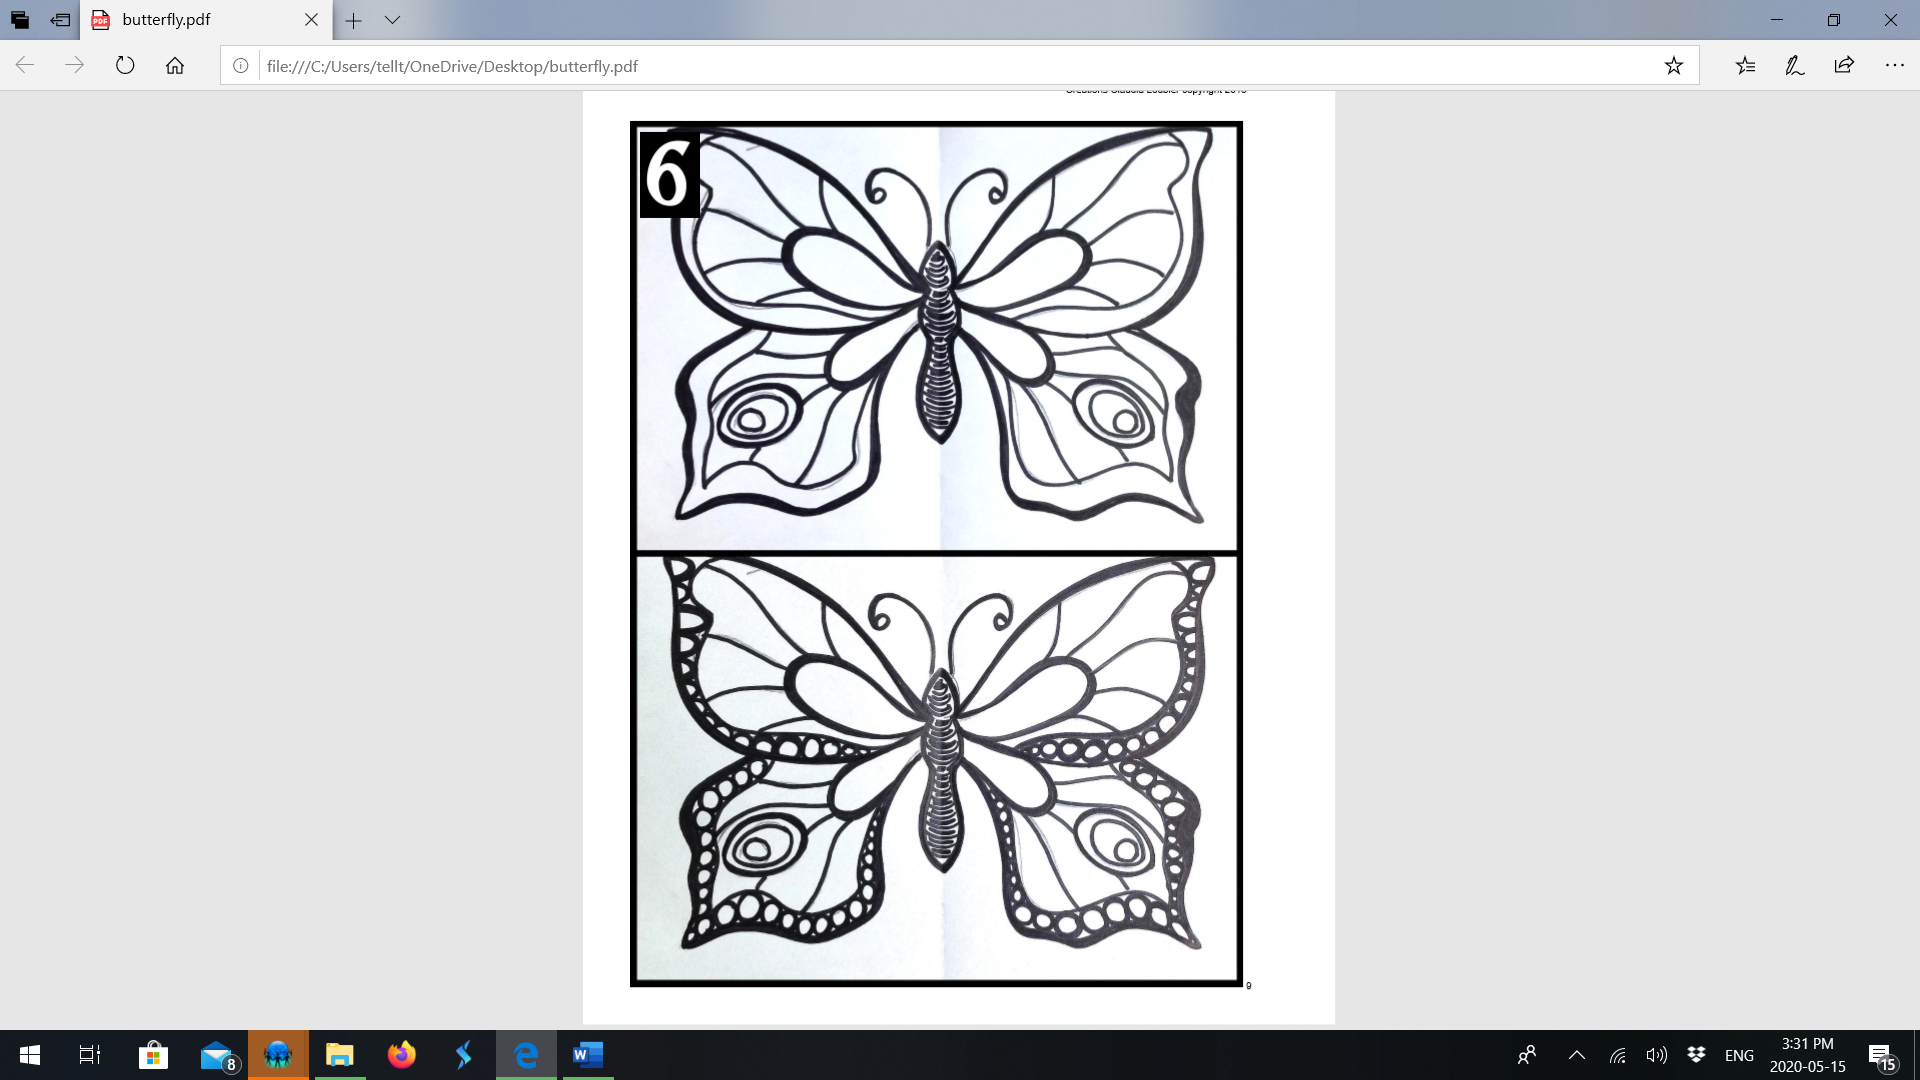 butterfly.pdf
file:///C:/Users/tellt/OneDrive/Desktop/butterfly.pdf
6
9
8
ENG
3:31 PM
2020-05-15
15